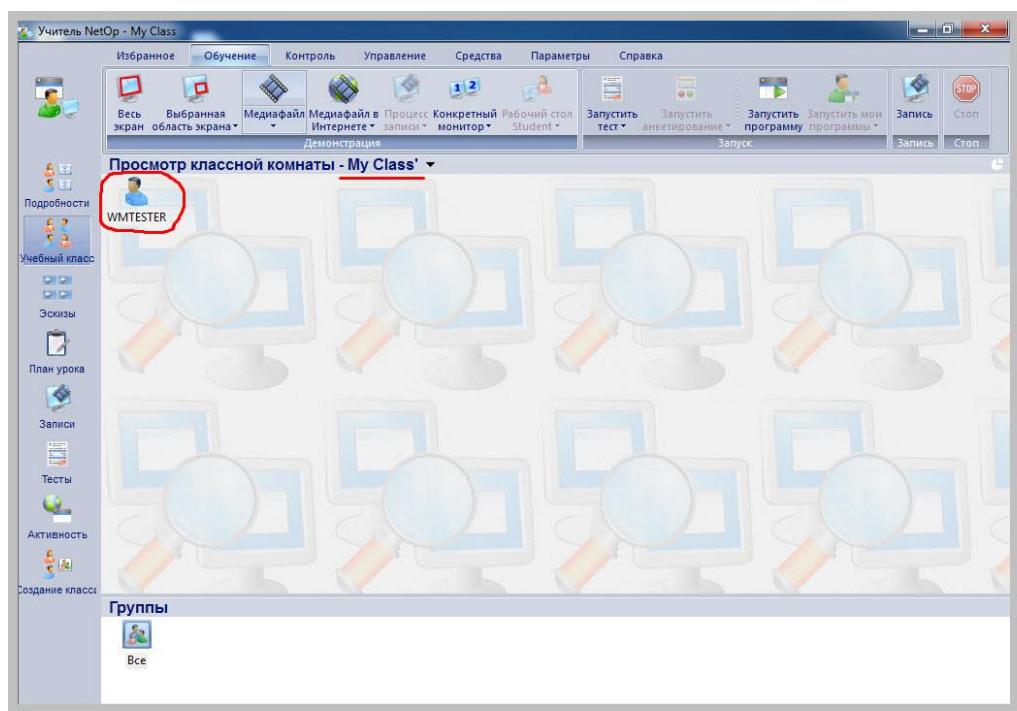 Учитель NetOp - My Class
Избранное Обучение Контроль Управление Средства Параметры Справка
Весь экран
Выбранная область экрана
Медиафайл
Медиафайл в Интернете
Процесс записи
Конкретный монитор
Рабочий стол Student
Запустить тест
Запустить анкетирование
Запустить программу
Запустить мои программы
Запись
STOP
Стоп
Демонстрация Запуск Запись Стоп
Просмотр классной комнаты - My Class'
WMTESTER
Подробности
Учебный класс
Эскизы
План урока
Записи
Тесты
Активность
Создание класса
Группы
Все